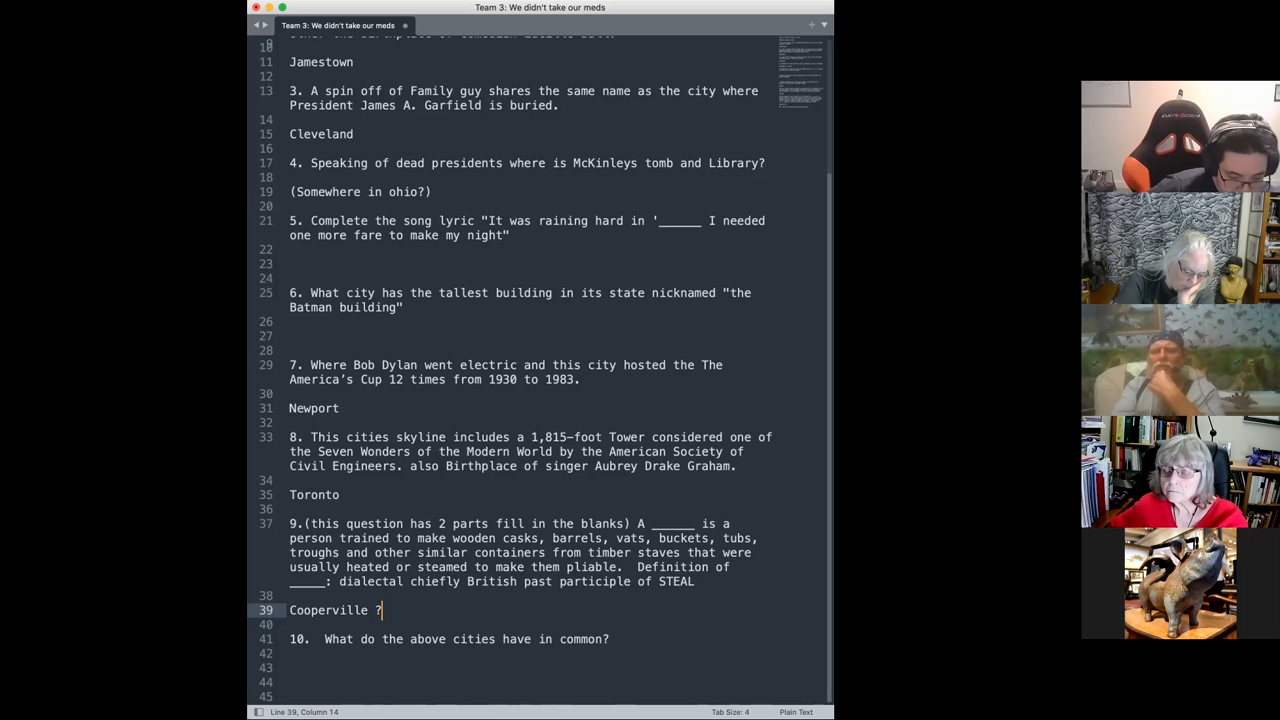 Team 3: We didn't take our meds
Team 3: We didn't take our meds
9
10
11 Jamestown
12
13 3. A spin off of Family guy shares the same name as the city where
President James A. Garfield is buried.
14
15 Cleveland
16
17 4. Speaking of dead presidents where is McKinleys tomb and Library?
18
19 (Somewhere in ohio?)
20
21 5. Complete the song lyric "It was raining hard in '______ I needed
one more fare to make my night"
22
23
24
25 6. What city has the tallest building in its state nicknamed "the
Batman building"
26
27
28
29 7. Where Bob Dylan went electric and this city hosted the The
America's Cup 12 times from 1930 to 1983.
30
31 Newport
32
33 8. This cities skyline includes a 1,815-foot Tower considered one of
the Seven Wonders of the Modern World by the American Society of
Civil Engineers. also Birthplace of singer Aubrey Drake Graham.
34
35 Toronto
36
37 9.(this question has 2 parts fill in the blanks) A ______ is a
person trained to make wooden casks, barrels, vats, buckets, tubs,
troughs and other similar containers from timber staves that were
usually heated or steamed to make them pliable.  Definition of
_____: dialectal chiefly British past participle of STEAL
38
39 Cooperville ?
40
41 10.  What do the above cities have in common?
42
43
44
45
Line 39, Column 14
Tab Size: 4
Plain Text